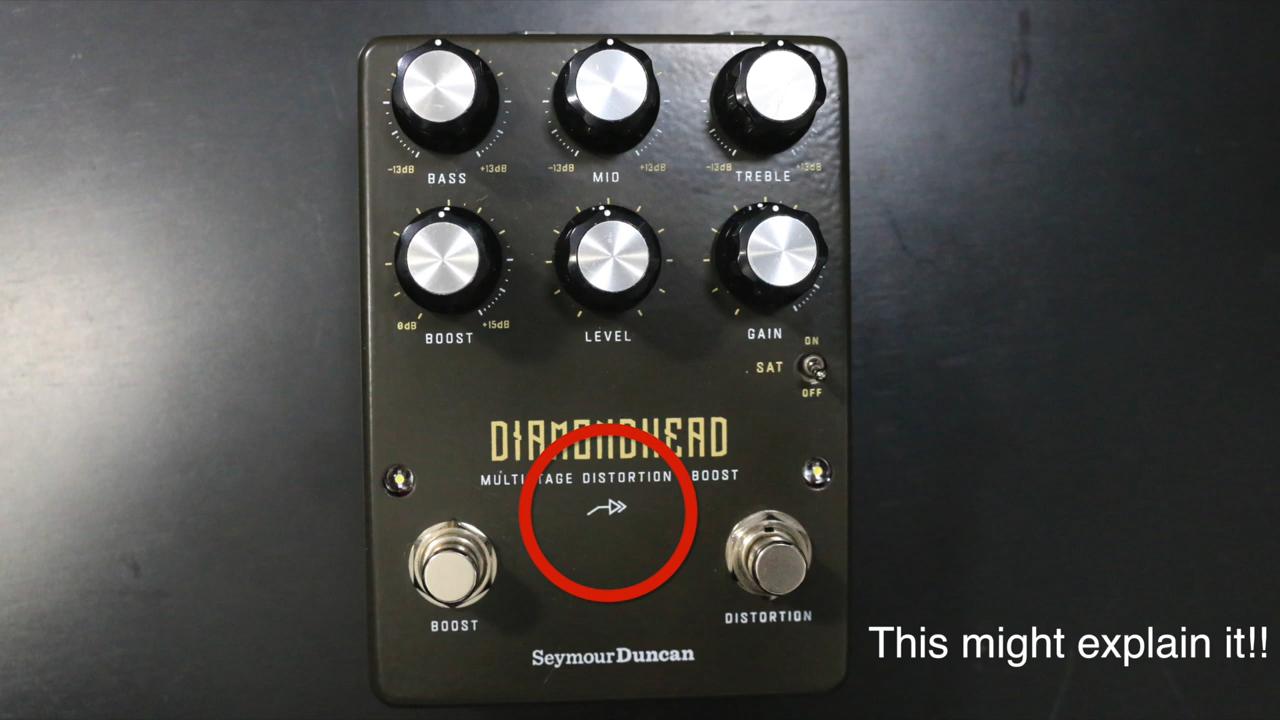 -13dB +13dB -13dB +13dB -13dB +13dB
BASS MID TREBLE
0dB +15dB
BOOST LEVEL GAIN
ON
SAT
OFF
DIAMONDHEAD
MULTISTAGE DISTORTION + BOOST
BOOST DISTORTION
This might explain it!!
SeymourDuncan